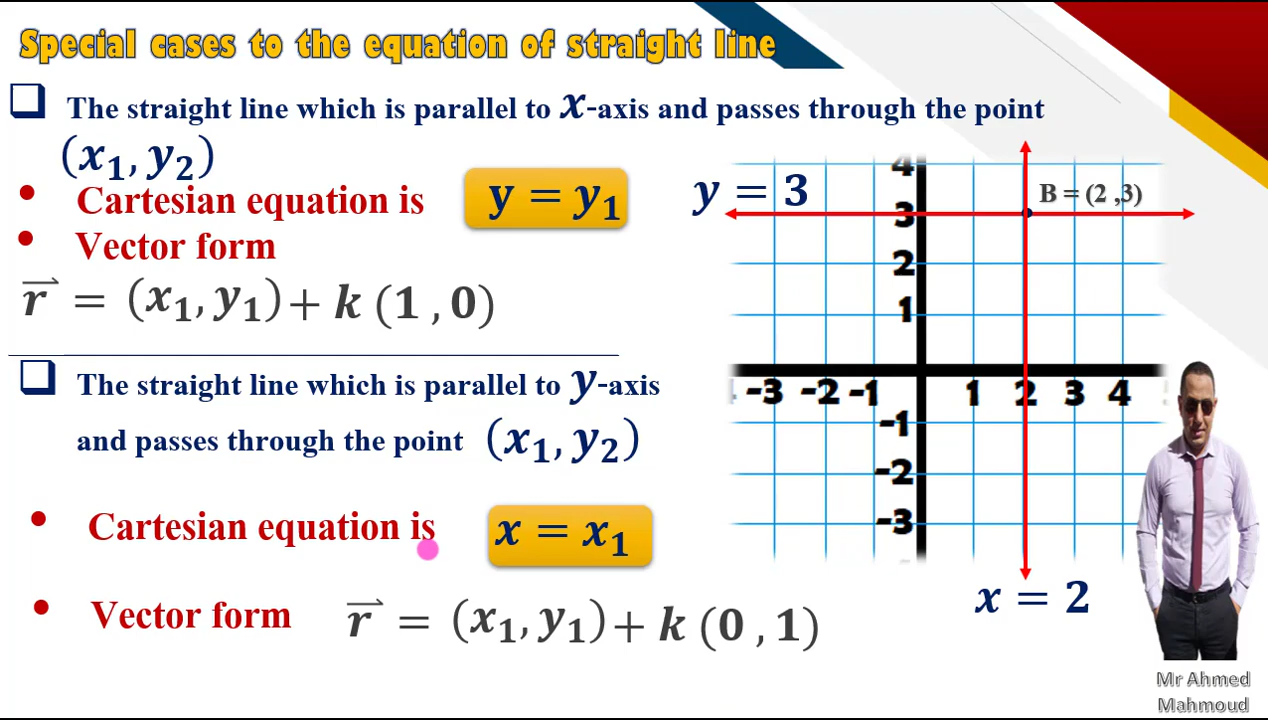 Special cases to the equation of straight line
❑ The straight line which is parallel to x-axis and passes through the point
(x₁, y₂)
• Cartesian equation is y = y₁
• Vector form
r⃗ = (x₁, y₁) + k (1 , 0)
❑ The straight line which is parallel to y-axis
and passes through the point (x₁, y₂)
• Cartesian equation is x = x₁
• Vector form r⃗ = (x₁, y₁) + k (0 , 1)
y = 3
B = (2 ,3)
4
3
2
1
-3 -2 -1 1 2 3 4
-1
-2
-3
x = 2
Mr Ahmed
Mahmoud